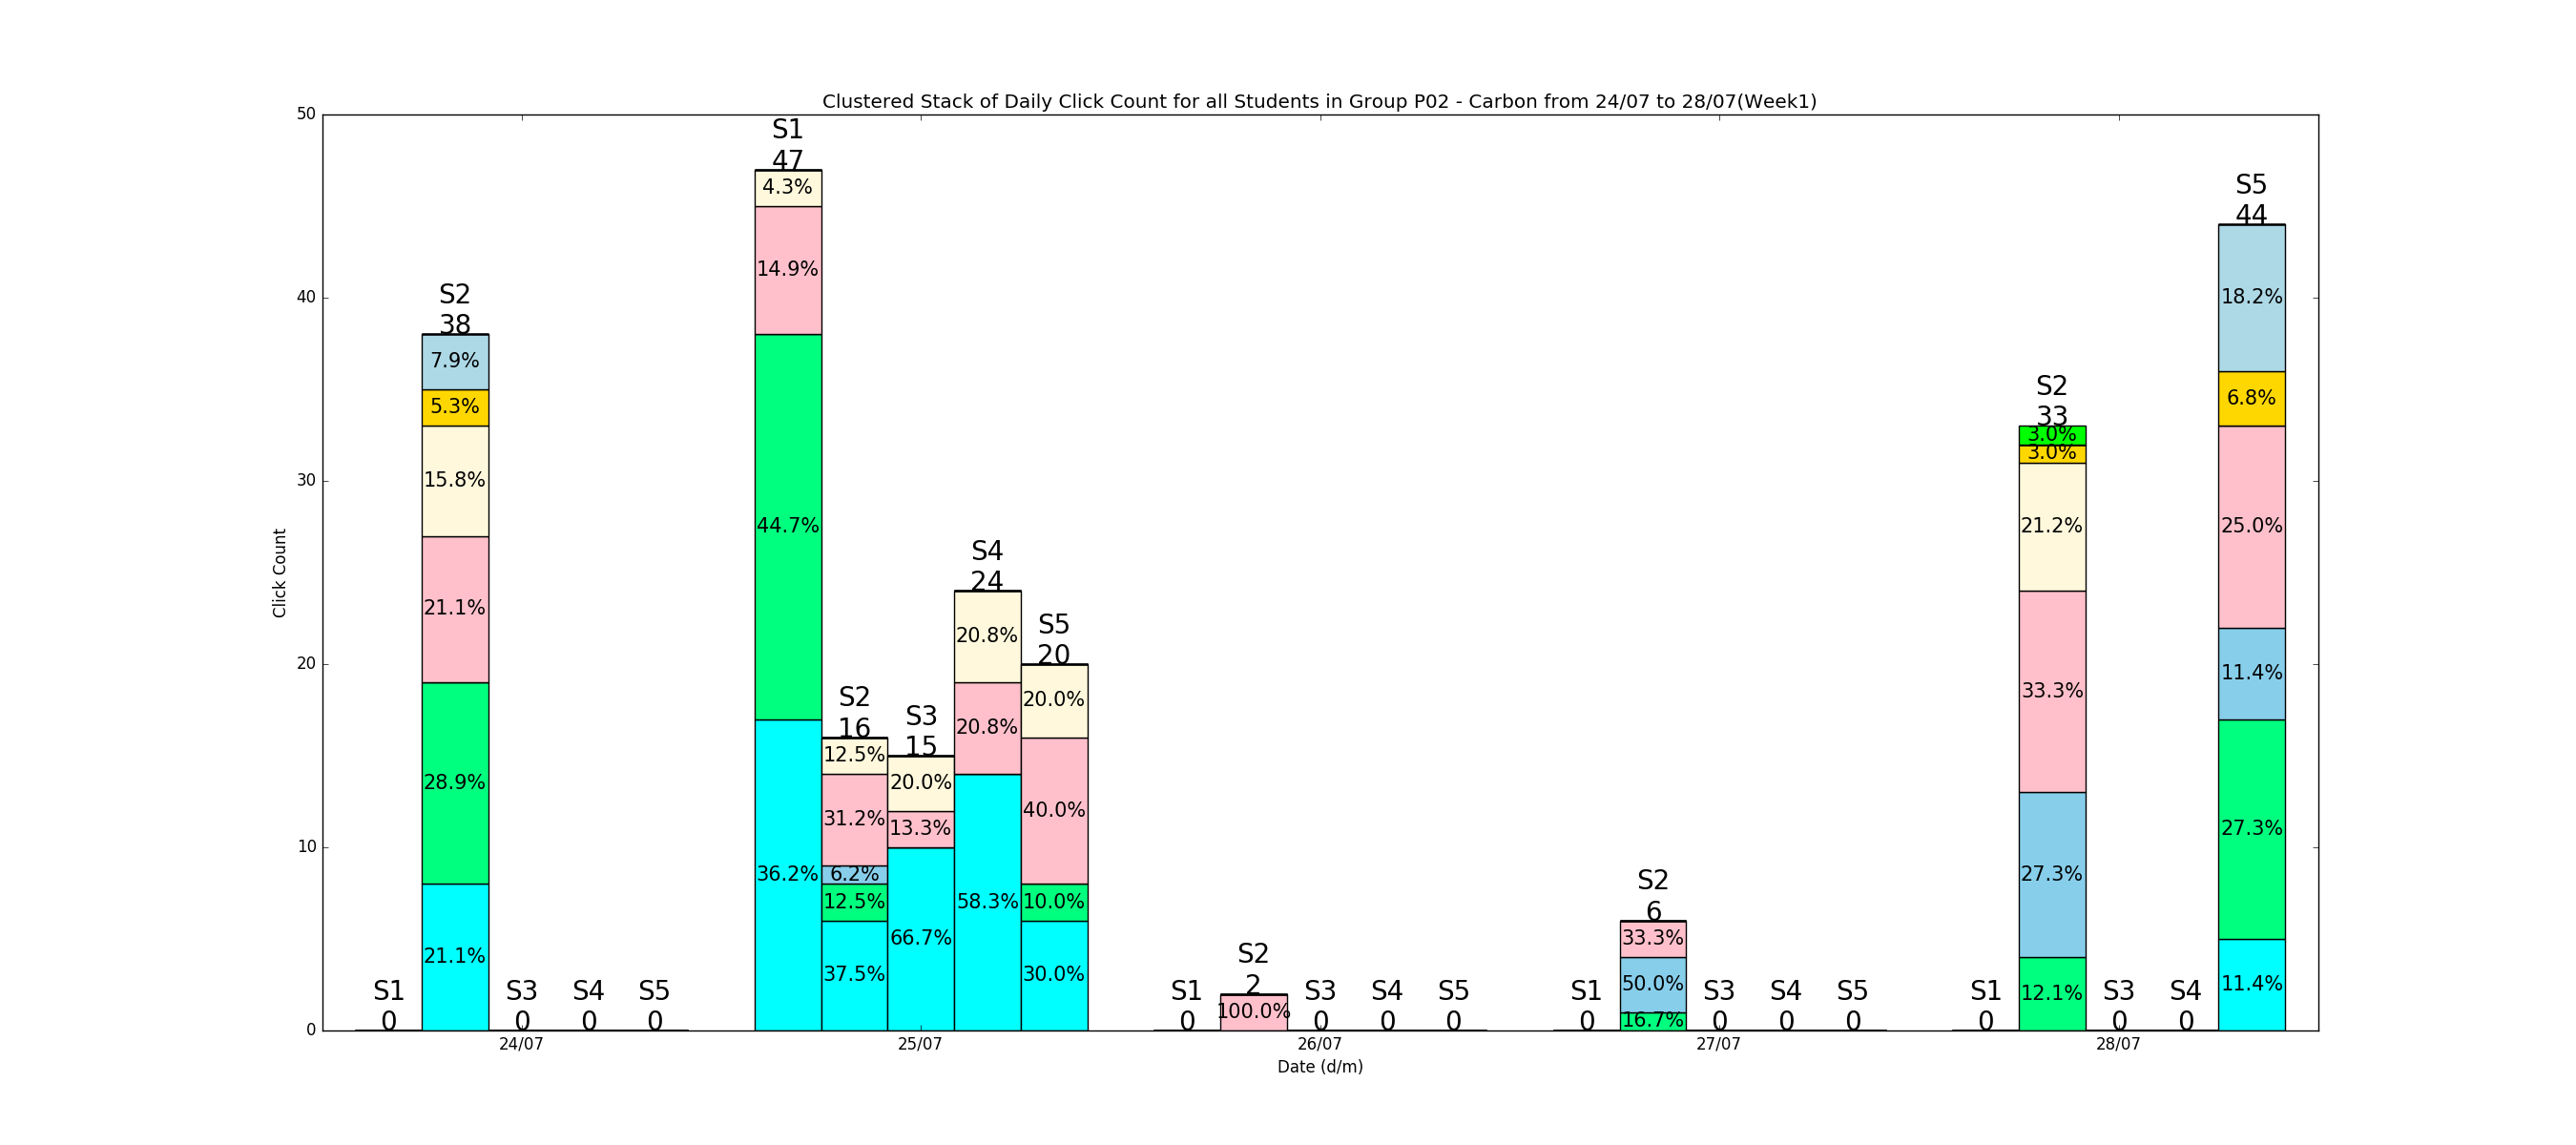 Clustered Stack of Daily Click Count for all Students in Group P02 - Carbon from 24/07 to 28/07(Week1)
Click Count
50
40
30
20
10
0
S1
0
S2
38
7.9%
5.3%
15.8%
21.1%
28.9%
21.1%
S3
0
S4
0
S5
0
S1
47
4.3%
14.9%
44.7%
36.2%
S2
16
12.5%
31.2%
6.2%
12.5%
37.5%
S3
15
20.0%
13.3%
66.7%
S4
24
20.8%
20.8%
58.3%
S5
20
20.0%
40.0%
10.0%
30.0%
S1
0
S2
2
100.0%
S3
0
S4
0
S5
0
S1
0
S2
6
33.3%
50.0%
16.7%
S3
0
S4
0
S5
0
S1
0
S2
33
3.0%
3.0%
21.2%
33.3%
27.3%
12.1%
S3
0
S4
0
S5
44
18.2%
6.8%
25.0%
11.4%
27.3%
11.4%
24/07 25/07 26/07 27/07 28/07
Date (d/m)